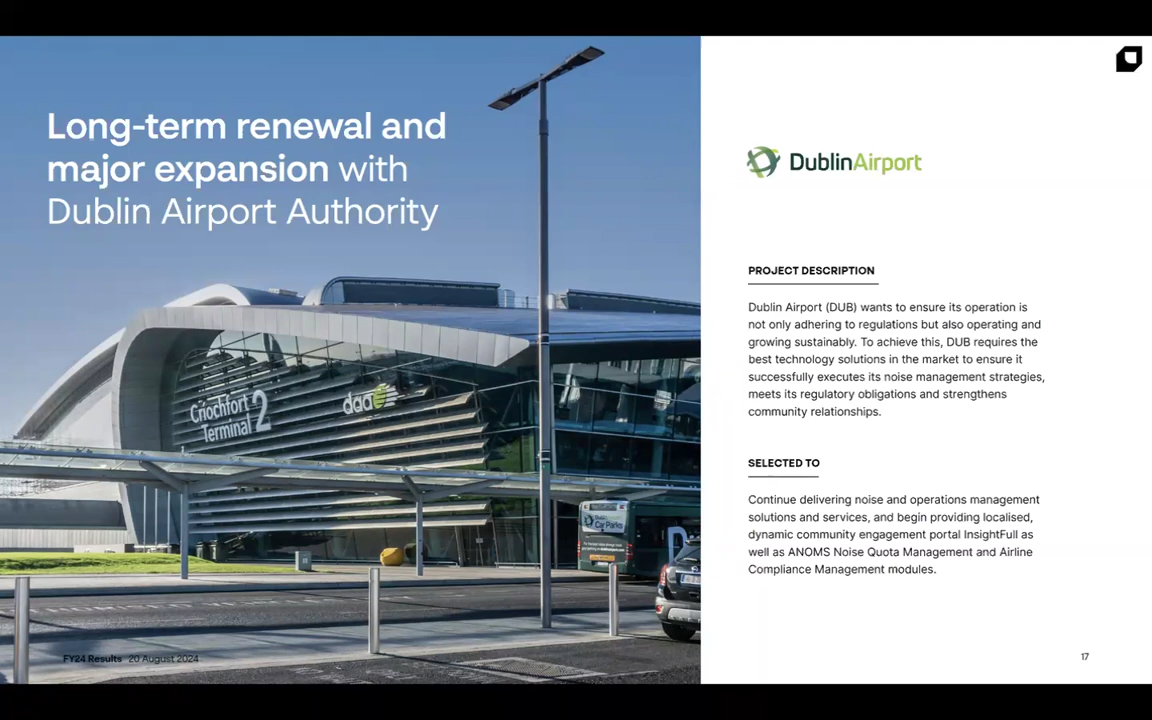 Long-term renewal and
major expansion with
Dublin Airport Authority
Críochfort 2
Terminal
daa
Car Parks
FY24 Results 20 August 2024
DublinAirport
PROJECT DESCRIPTION
Dublin Airport (DUB) wants to ensure its operation is
not only adhering to regulations but also operating and
growing sustainably. To achieve this, DUB requires the
best technology solutions in the market to ensure it
successfully executes its noise management strategies,
meets its regulatory obligations and strengthens
community relationships.
SELECTED TO
Continue delivering noise and operations management
solutions and services, and begin providing localised,
dynamic community engagement portal InsightFull as
well as ANOMS Noise Quota Management and Airline
Compliance Management modules.
17